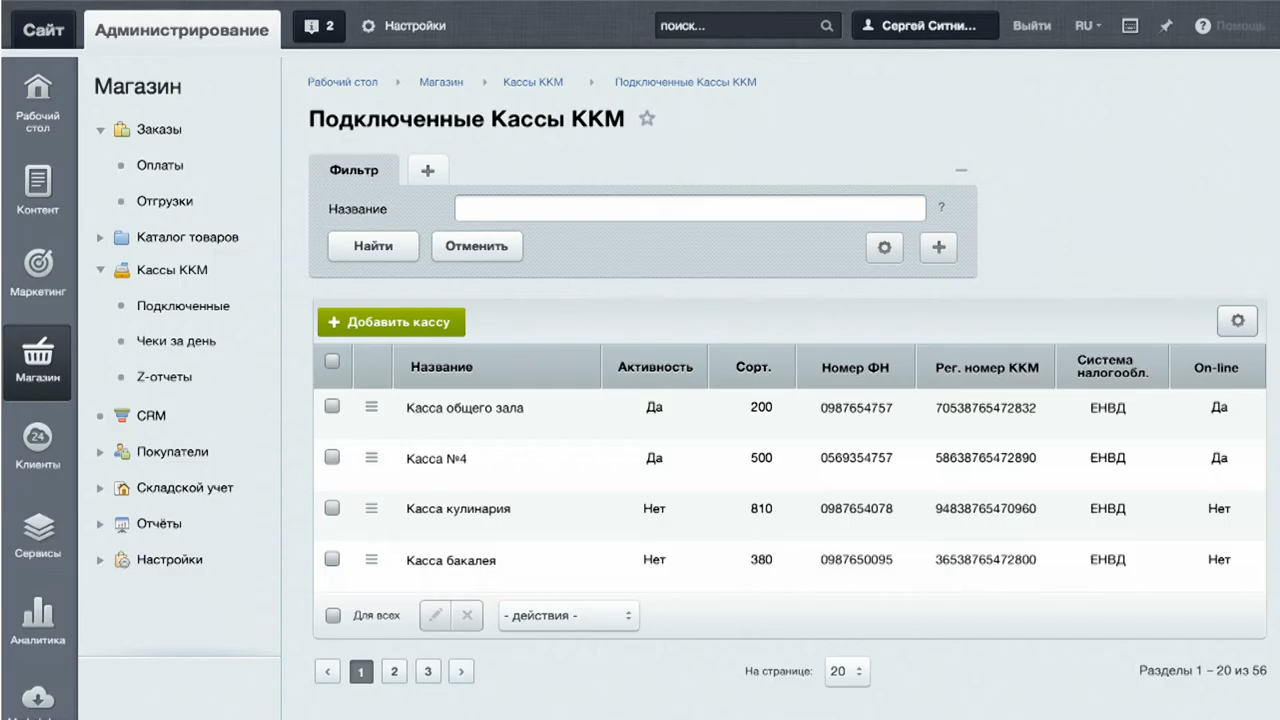 Сайт
Администрирование
2
Настройки
поиск...
Сергей Ситни...
Выйти
RU
Помощь
Рабочий стол
Контент
Маркетинг
Магазин
24
Клиенты
Сервисы
Аналитика
Магазин
Заказы
Оплаты
Отгрузки
Каталог товаров
Кассы ККМ
Подключенные
Чеки за день
Z-отчеты
CRM
Покупатели
Складской учет
Отчёты
Настройки
Рабочий стол Магазин Кассы ККМ Подключенные Кассы ККМ
Подключенные Кассы ККМ
Фильтр +
Название ?
Найти Отменить
+ Добавить кассу
Название Активность Сорт. Номер ФН Рег. номер ККМ Система налогообл. On-line
Касса общего зала Да 200 0987654757 70538765472832 ЕНВД Да
Касса №4 Да 500 0569354757 58638765472890 ЕНВД Да
Касса кулинария Нет 810 0987654078 94838765470960 ЕНВД Нет
Касса бакалея Нет 380 0987650095 36538765472800 ЕНВД Нет
Для всех - действия -
‹ 1 2 3 › На странице: 20 Разделы 1 – 20 из 56